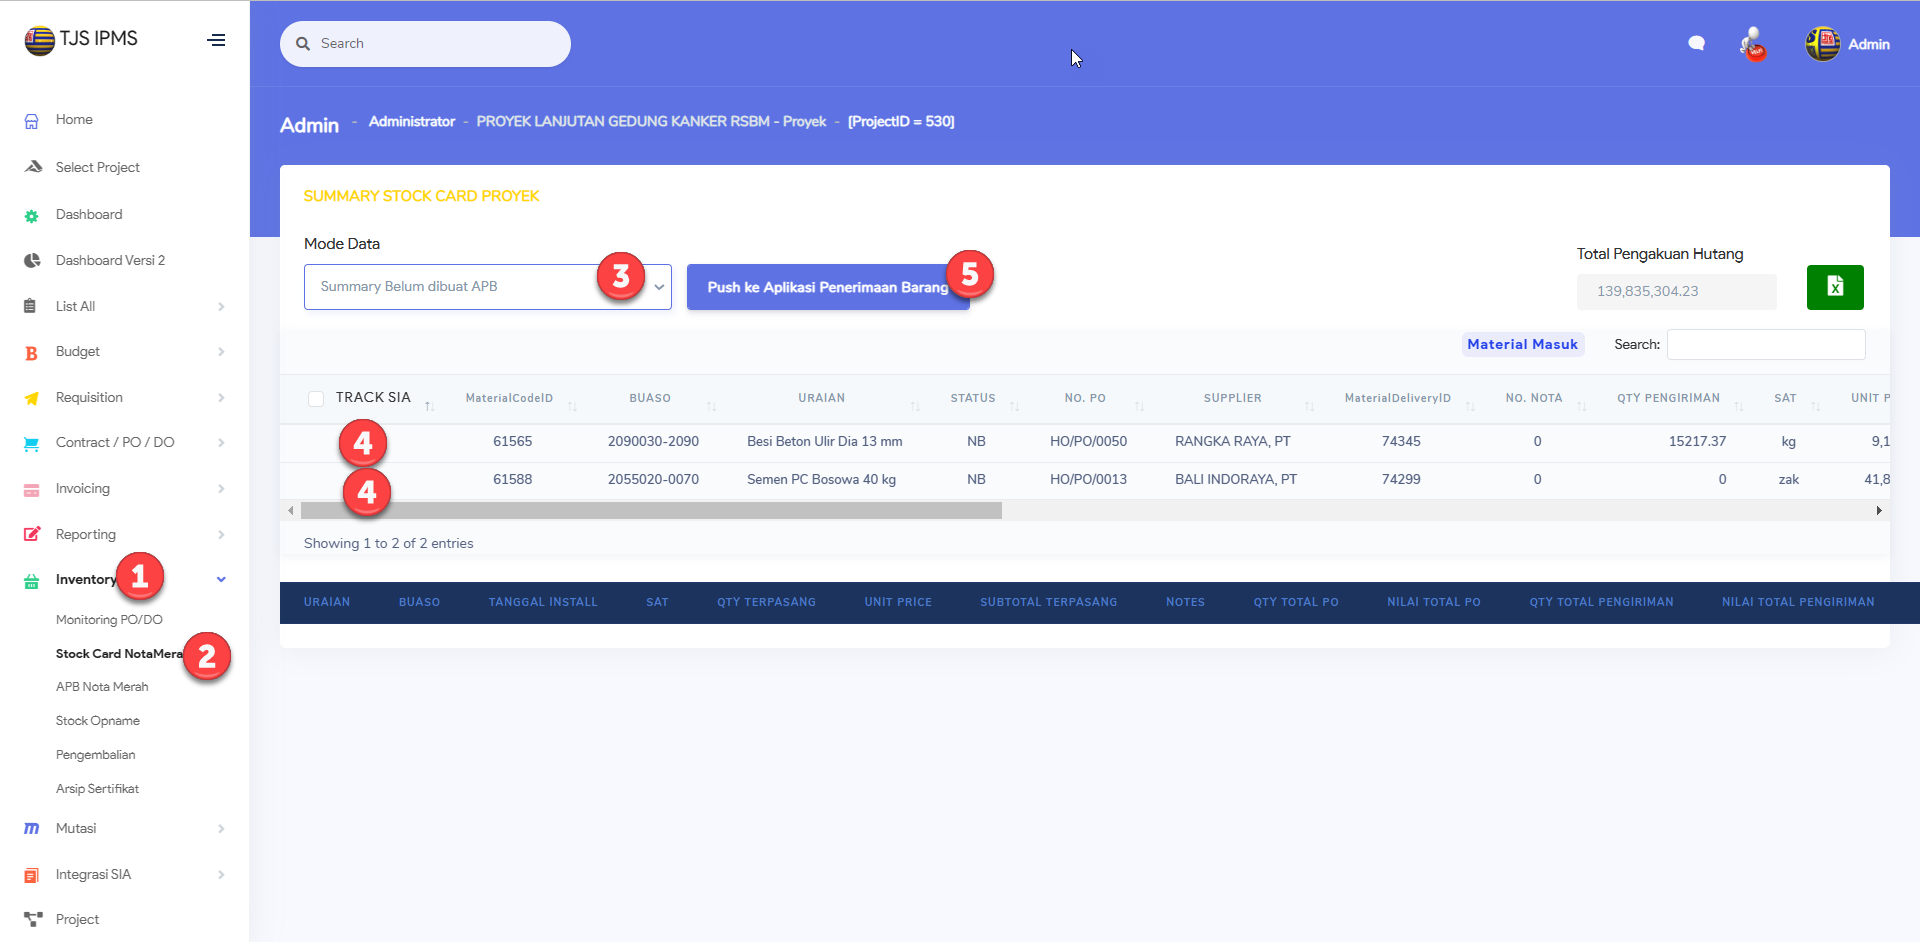 TJS IPMS
Search
Admin
Home
Select Project
Dashboard
Dashboard Versi 2
List All
Budget
Requisition
Contract / PO / DO
Invoicing
Reporting
Inventory
1
Monitoring PO/DO
Stock Card NotaMera
2
APB Nota Merah
Stock Opname
Pengembalian
Arsip Sertifikat
Mutasi
Integrasi SIA
Project
Admin - Administrator - PROYEK LANJUTAN GEDUNG KANKER RSBM - Proyek - [ProjectID = 530]
SUMMARY STOCK CARD PROYEK
Mode Data
Summary Belum dibuat APB
3
Push ke Aplikasi Penerimaan Barang
5
Total Pengakuan Hutang
139,835,304.23
Material Masuk
Search:
TRACK SIA MaterialCodeID BUASO URAIAN STATUS NO. PO SUPPLIER MaterialDeliveryID NO. NOTA QTY PENGIRIMAN SAT UNIT P
4 61565 2090030-2090 Besi Beton Ulir Dia 13 mm NB HO/PO/0050 RANGKA RAYA, PT 74345 0 15217.37 kg 9,1
4 61588 2055020-0070 Semen PC Bosowa 40 kg NB HO/PO/0013 BALI INDORAYA, PT 74299 0 0 zak 41,8
Showing 1 to 2 of 2 entries
URAIAN BUASO TANGGAL INSTALL SAT QTY TERPASANG UNIT PRICE SUBTOTAL TERPASANG NOTES QTY TOTAL PO NILAI TOTAL PO QTY TOTAL PENGIRIMAN NILAI TOTAL PENGIRIMAN